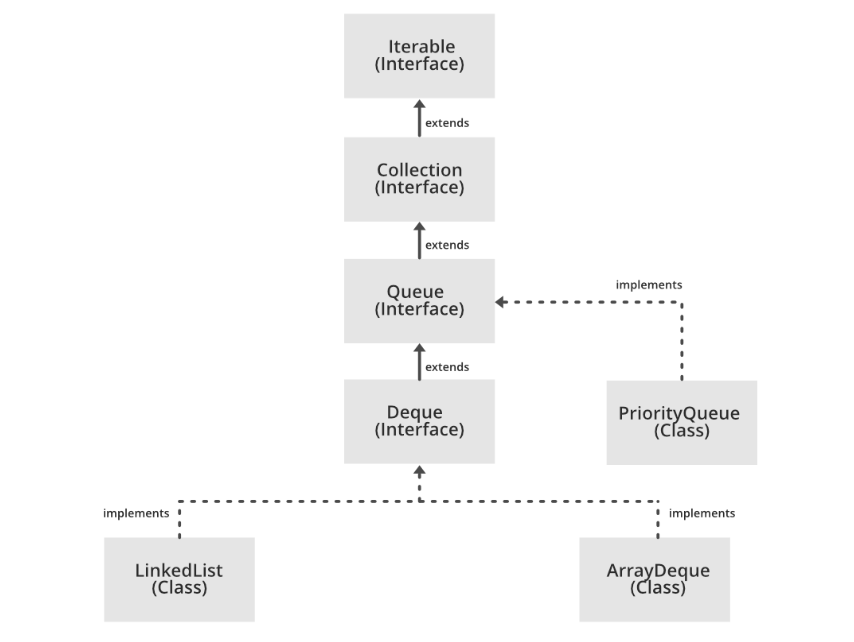 Iterable
(Interface)
extends
Collection
(Interface)
extends
Queue
(Interface)
implements
extends
Deque
(Interface)
PriorityQueue
(Class)
implements
implements
LinkedList
(Class)
ArrayDeque
(Class)